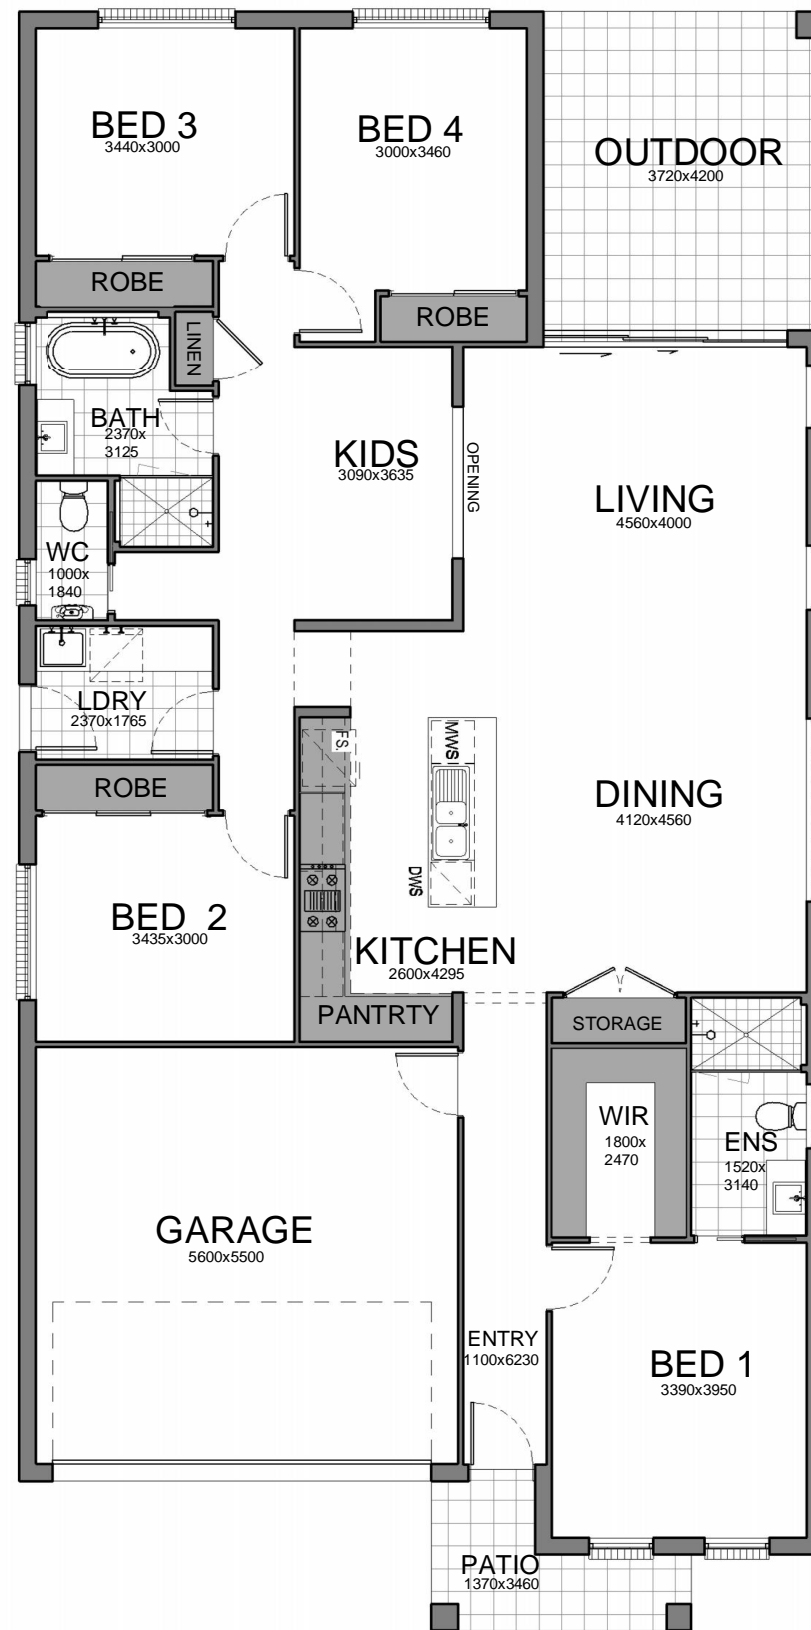 BED 3
3440x3000
BED 4
3000x3460
OUTDOOR
3720x4200
ROBE
ROBE
LINEN
BATH
2370x
3125
KIDS
3090x3635
OPENING
LIVING
4560x4000
WC
1000x
1840
LDRY
2370x1765
FS.
MWS
ROBE
DINING
4120x4560
DWS
BED 2
3435x3000
KITCHEN
2600x4295
PANTRTY
STORAGE
WIR
1800x
2470
ENS
1520x
3140
GARAGE
5600x5500
ENTRY
1100x6230
BED 1
3390x3950
PATIO
1370x3460